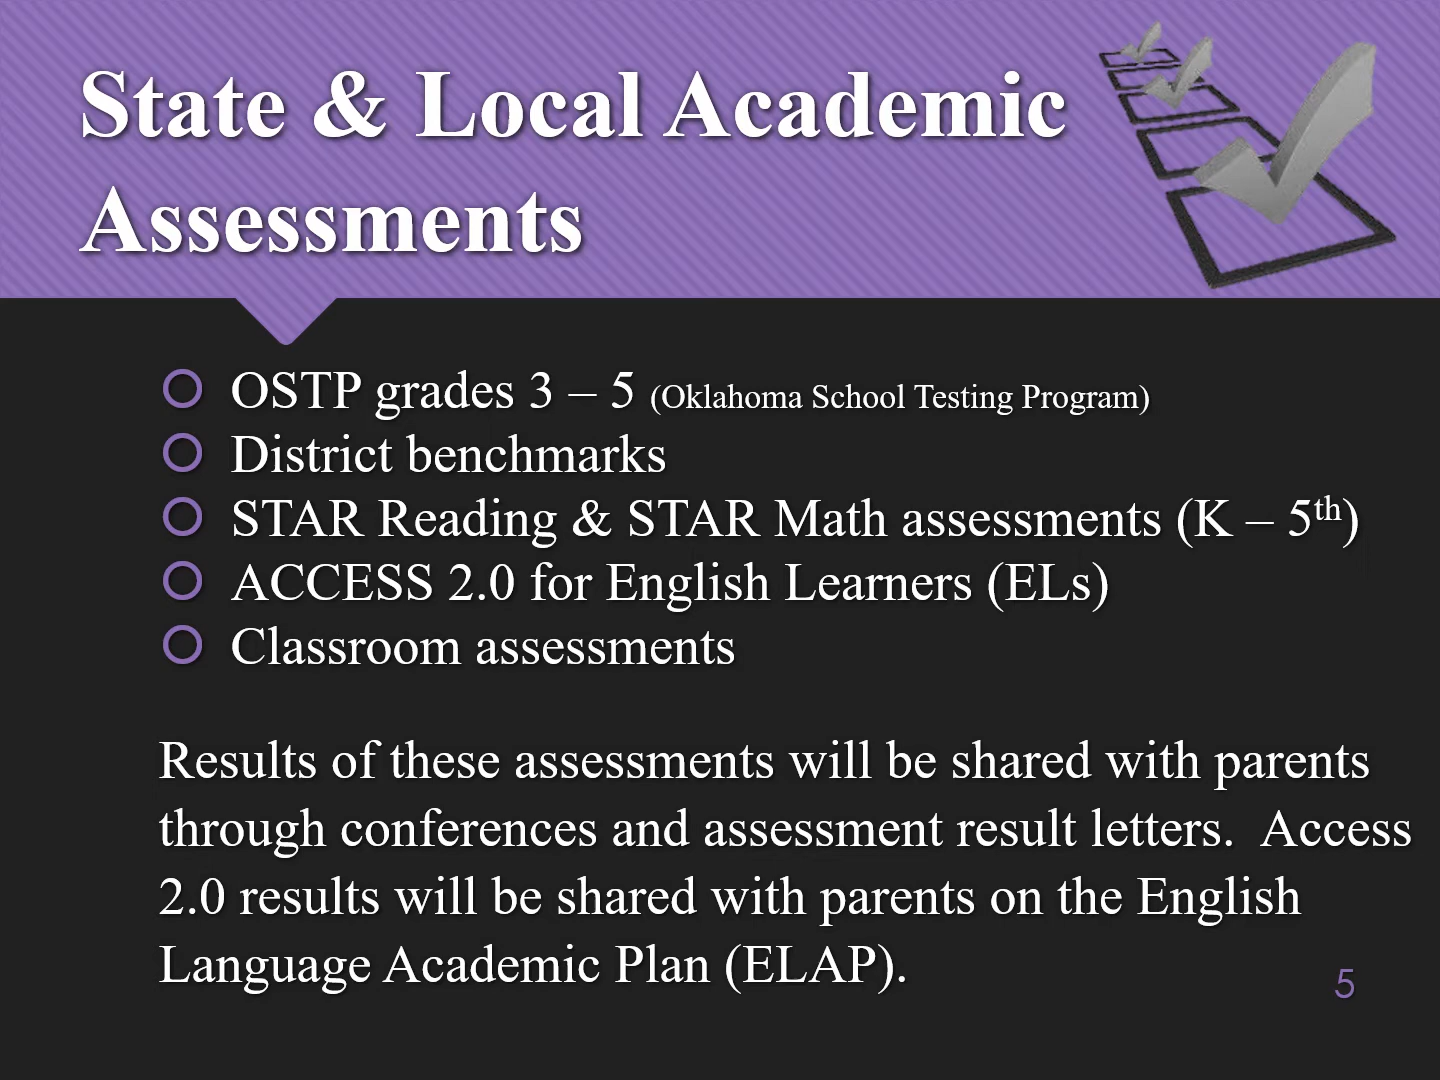 State & Local Academic
Assessments
OSTP grades 3 – 5 (Oklahoma School Testing Program)
District benchmarks
STAR Reading & STAR Math assessments (K – 5th)
ACCESS 2.0 for English Learners (ELs)
Classroom assessments
Results of these assessments will be shared with parents
through conferences and assessment result letters.  Access
2.0 results will be shared with parents on the English
Language Academic Plan (ELAP).
5